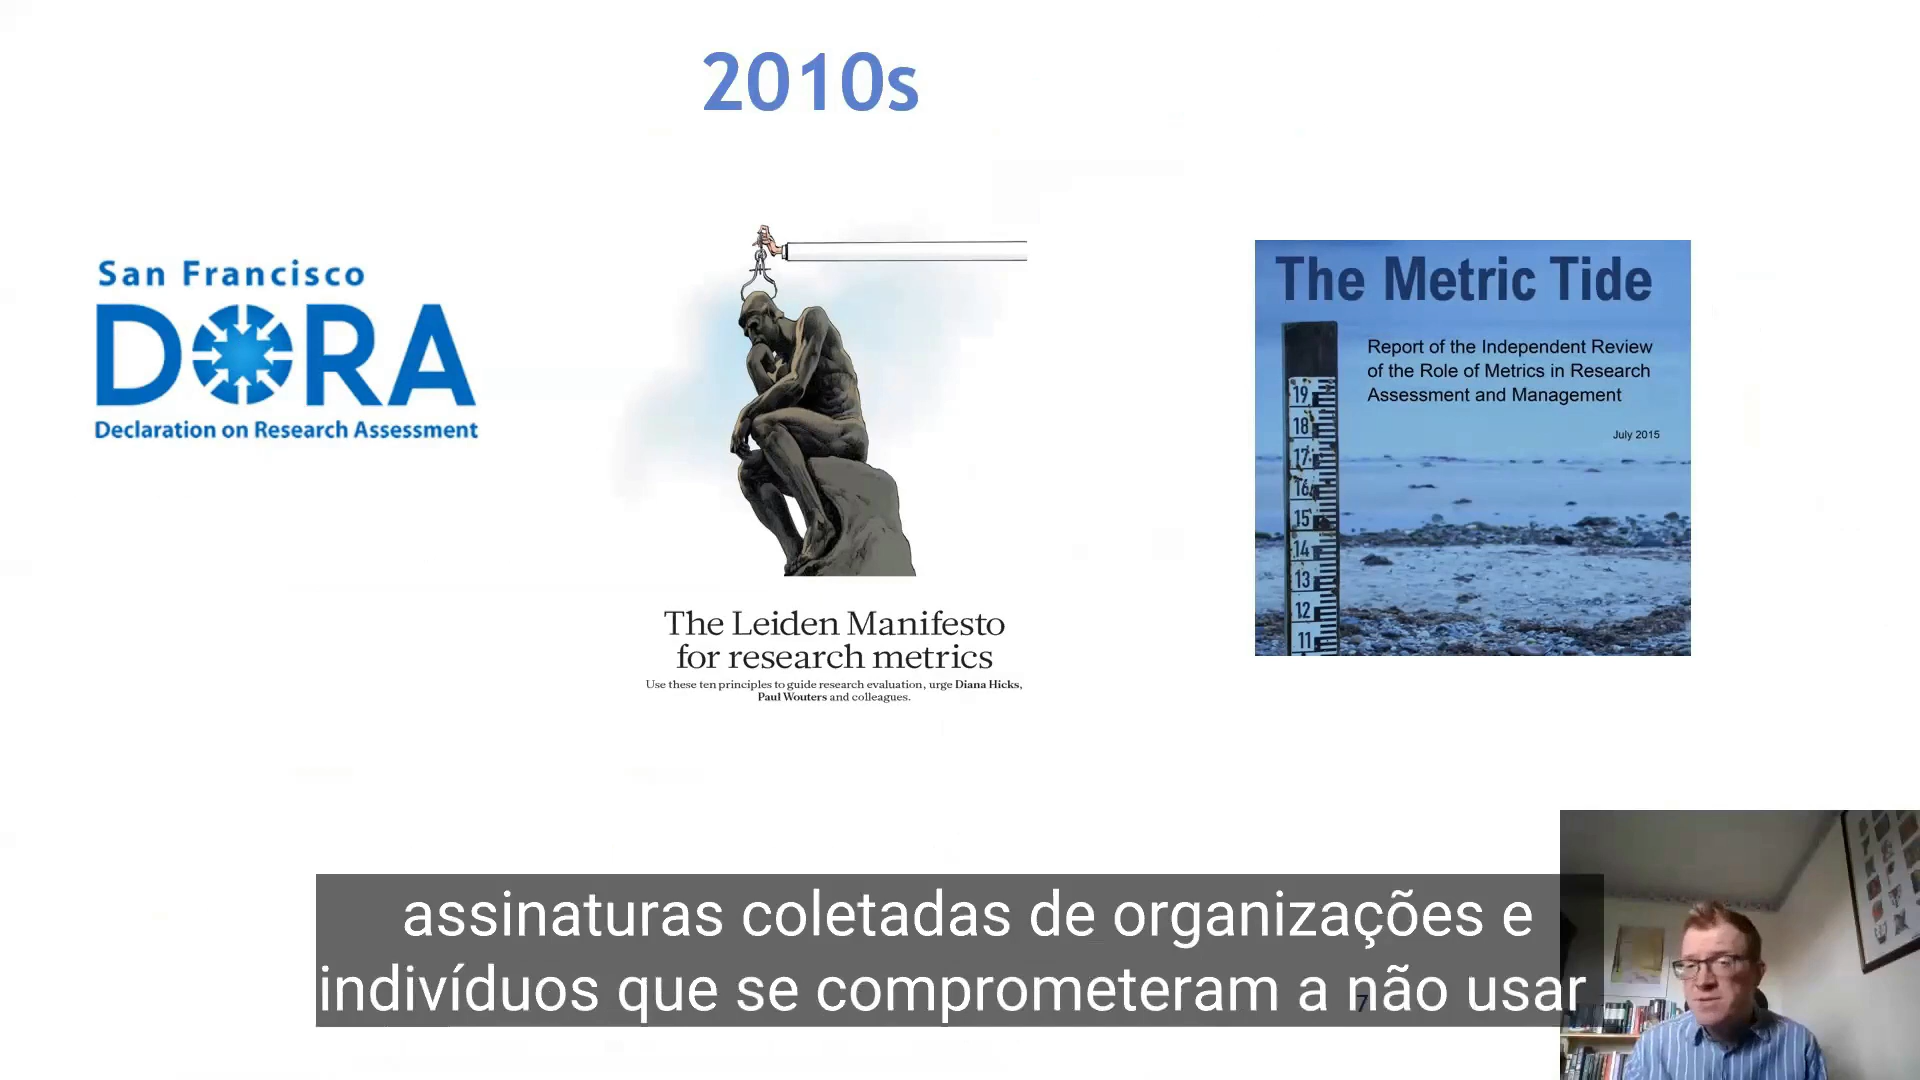 2010s
San Francisco
DORA
Declaration on Research Assessment
The Leiden Manifesto
for research metrics
Use these ten principles to guide research evaluation, urge Diana Hicks,
Paul Wouters and colleagues.
The Metric Tide
Report of the Independent Review
of the Role of Metrics in Research
Assessment and Management
July 2015
19
18
17
16
15
14
13
12
11
assinaturas coletadas de organizações e
indivíduos que se comprometeram a não usar
7